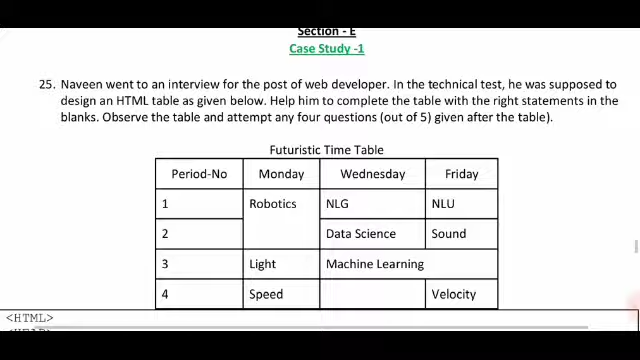 Section - E
Case Study -1
25. Naveen went to an interview for the post of web developer. In the technical test, he was supposed to
design an HTML table as given below. Help him to complete the table with the right statements in the
blanks. Observe the table and attempt any four questions (out of 5) given after the table).
Futuristic Time Table
Period-No Monday Wednesday Friday
1 Robotics NLG NLU
2 Data Science Sound
3 Light Machine Learning
4 Speed Velocity
<HTML>
<HEAD>